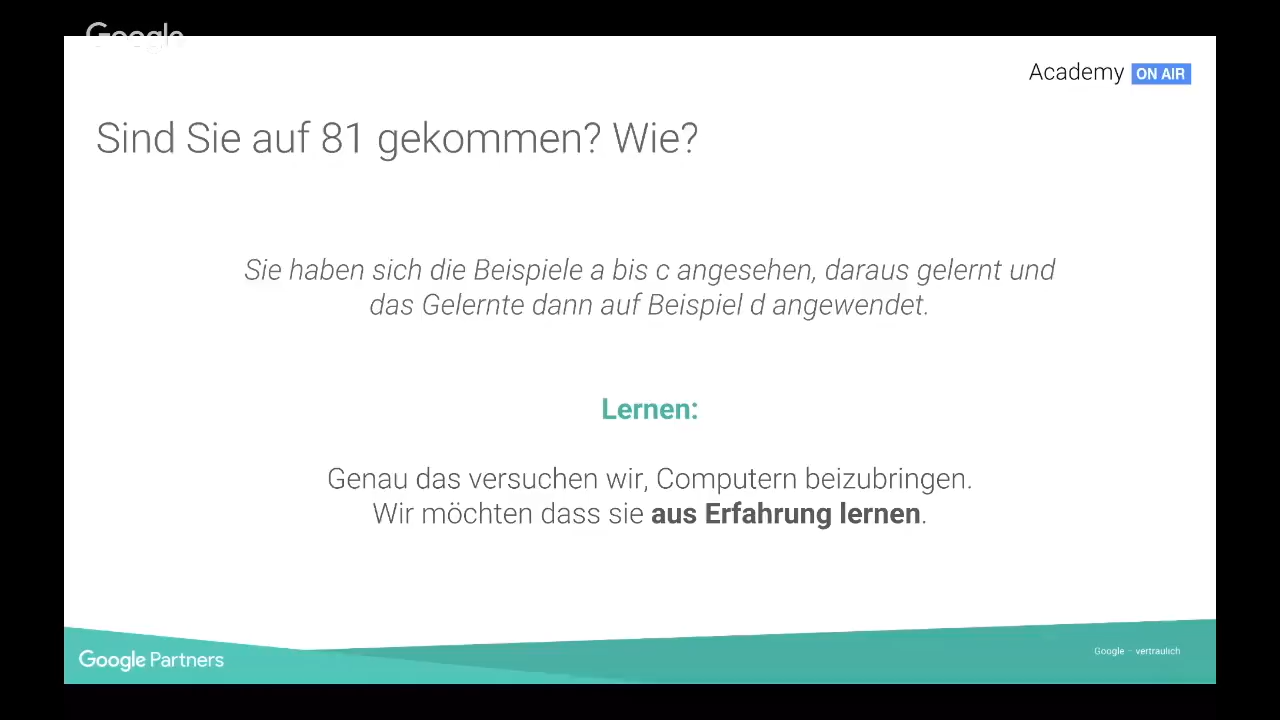 Google
Academy ON AIR
Sind Sie auf 81 gekommen? Wie?
Sie haben sich die Beispiele a bis c angesehen, daraus gelernt und
das Gelernte dann auf Beispiel d angewendet.
Lernen:
Genau das versuchen wir, Computern beizubringen.
Wir möchten dass sie aus Erfahrung lernen.
Google Partners
Google – vertraulich